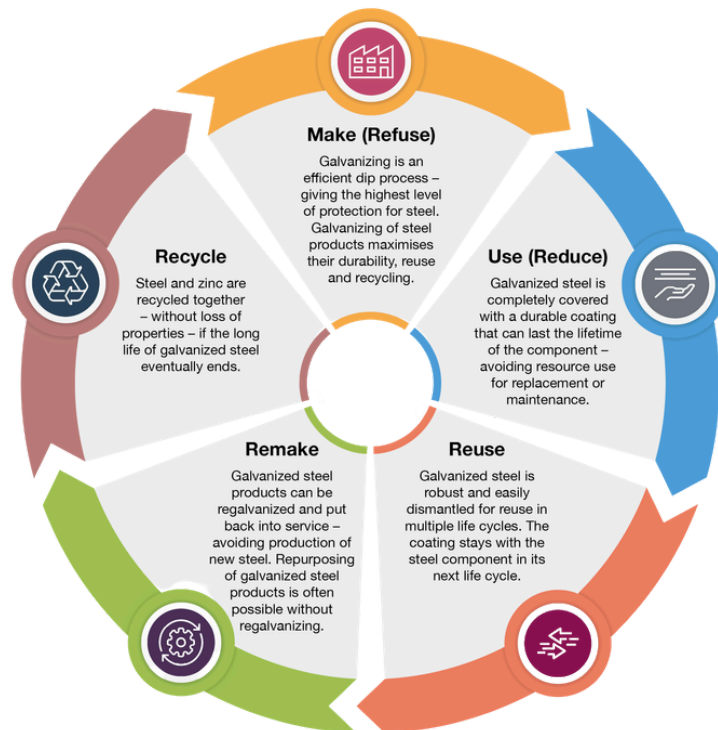 Make (Refuse)
Galvanizing is an
efficient dip process –
giving the highest level
of protection for steel.
Galvanizing of steel
products maximises
their durability, reuse
and recycling.
Use (Reduce)
Galvanized steel is
completely covered
with a durable coating
that can last the lifetime
of the component –
avoiding resource use
for replacement or
maintenance.
Reuse
Galvanized steel is
robust and easily
dismantled for reuse in
multiple life cycles. The
coating stays with the
steel component in its
next life cycle.
Remake
Galvanized steel
products can be
regalvanized and put
back into service –
avoiding production of
new steel. Repurposing
of galvanized steel
products is often
possible without
regalvanizing.
Recycle
Steel and zinc are
recycled together
– without loss of
properties – if the long
life of galvanized steel
eventually ends.